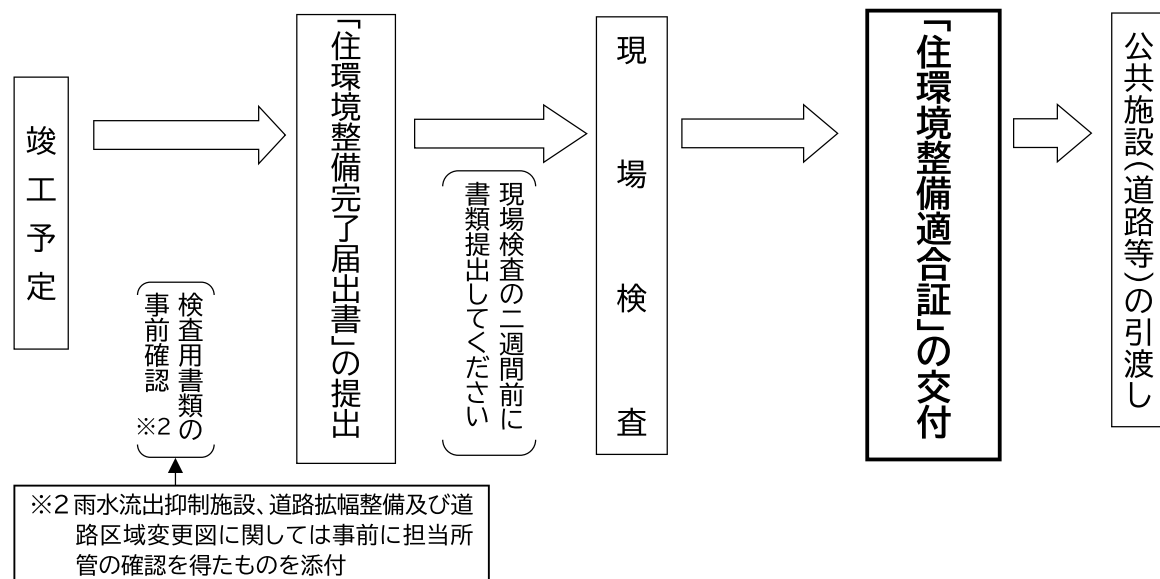 竣工予定
検査用書類の
事前確認 ※2
「住環境整備完了届出書」の提出
現場検査の二週間前に
書類提出してください
現場検査
「住環境整備適合証」の交付
公共施設(道路等)の引渡し
※2 雨水流出抑制施設、道路拡幅整備及び道
路区域変更図に関しては事前に担当所
管の確認を得たものを添付